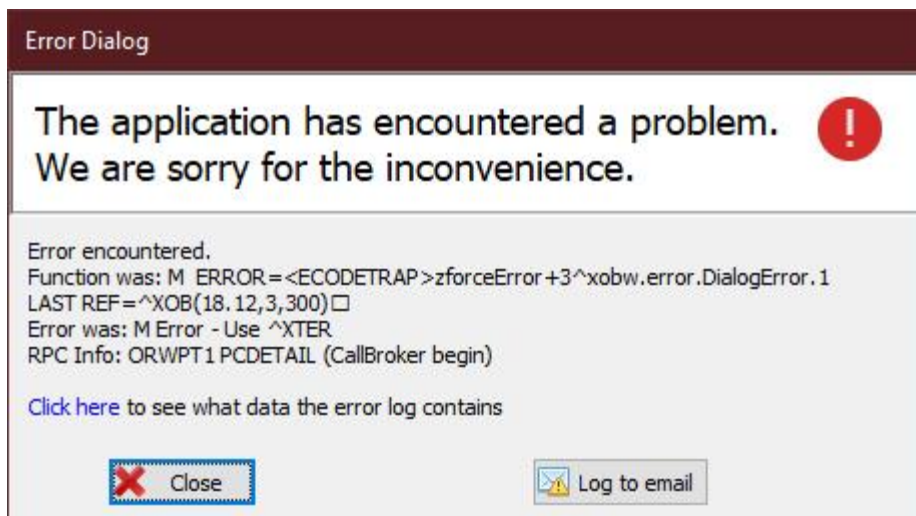 Error Dialog
The application has encountered a problem.
We are sorry for the inconvenience.
Error encountered.
Function was: M ERROR=<ECODETRAP>zforceError+3^xobw.error.DialogError.1
LAST REF=^XOB(18.12,3,300)□
Error was: M Error - Use ^XTER
RPC Info: ORWPT1 PCDETAIL (CallBroker begin)
Click here to see what data the error log contains
Close
Log to email